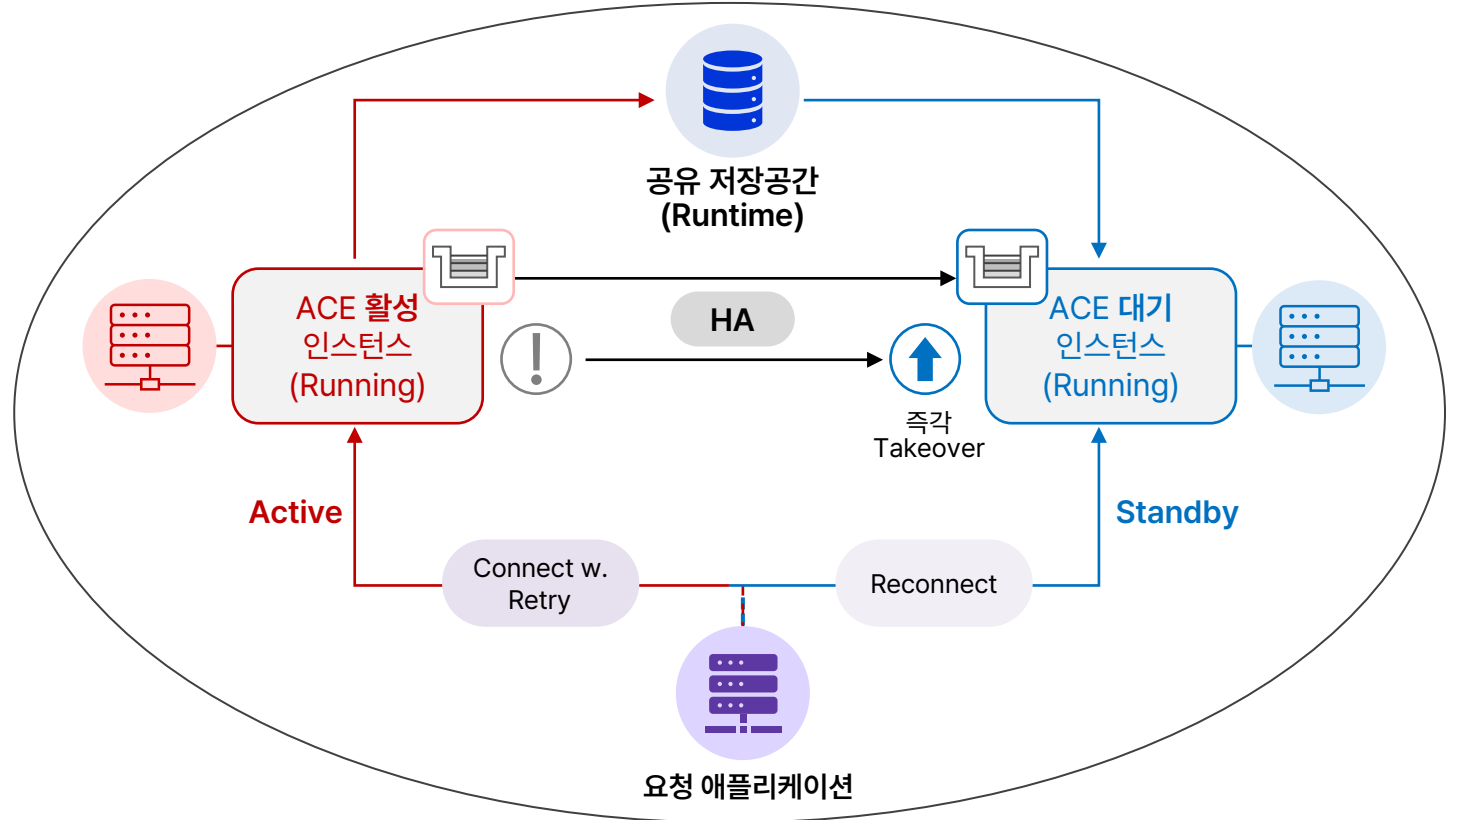 공유 저장공간
(Runtime)
ACE 활성
인스턴스
(Running)
HA
ACE 대기
인스턴스
(Running)
즉각
Takeover
Active
Standby
Connect w.
Retry
Reconnect
요청 애플리케이션